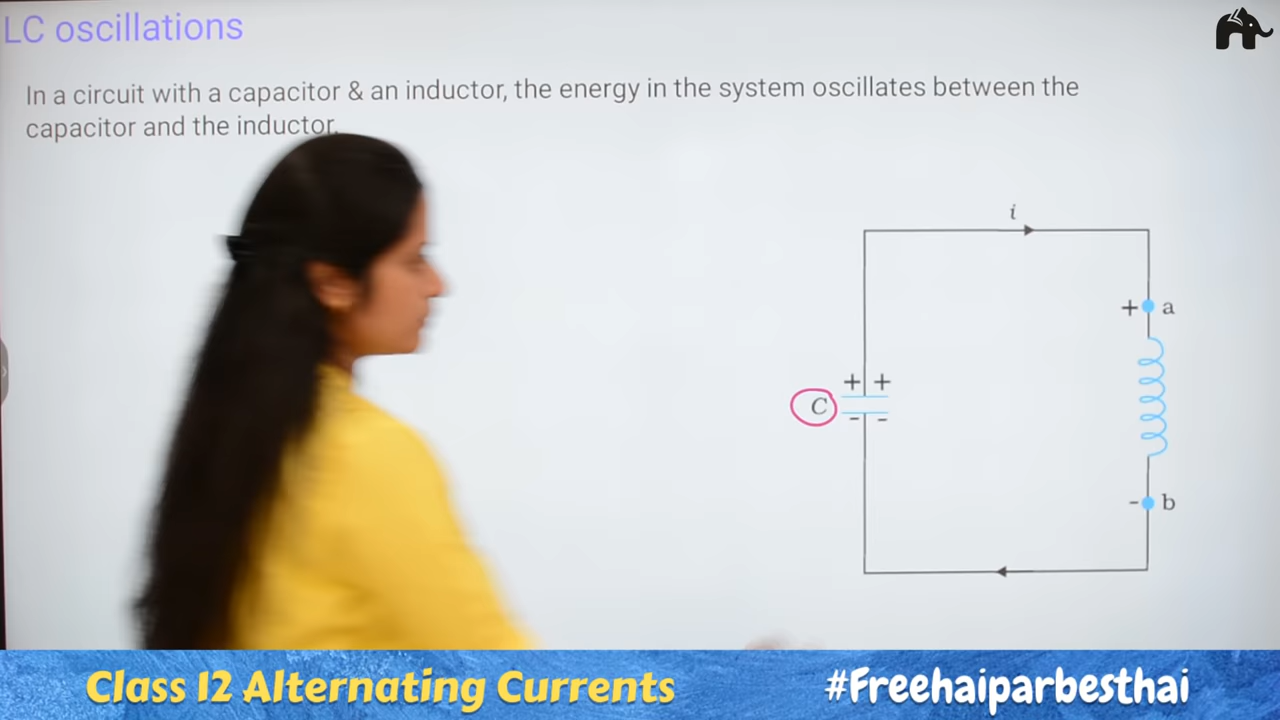 LC oscillations
In a circuit with a capacitor & an inductor, the energy in the system oscillates between the
capacitor and the inductor.
i
+ a
+ +
C
- -
- b
Class 12 Alternating Currents
#Freehaiparbesthai